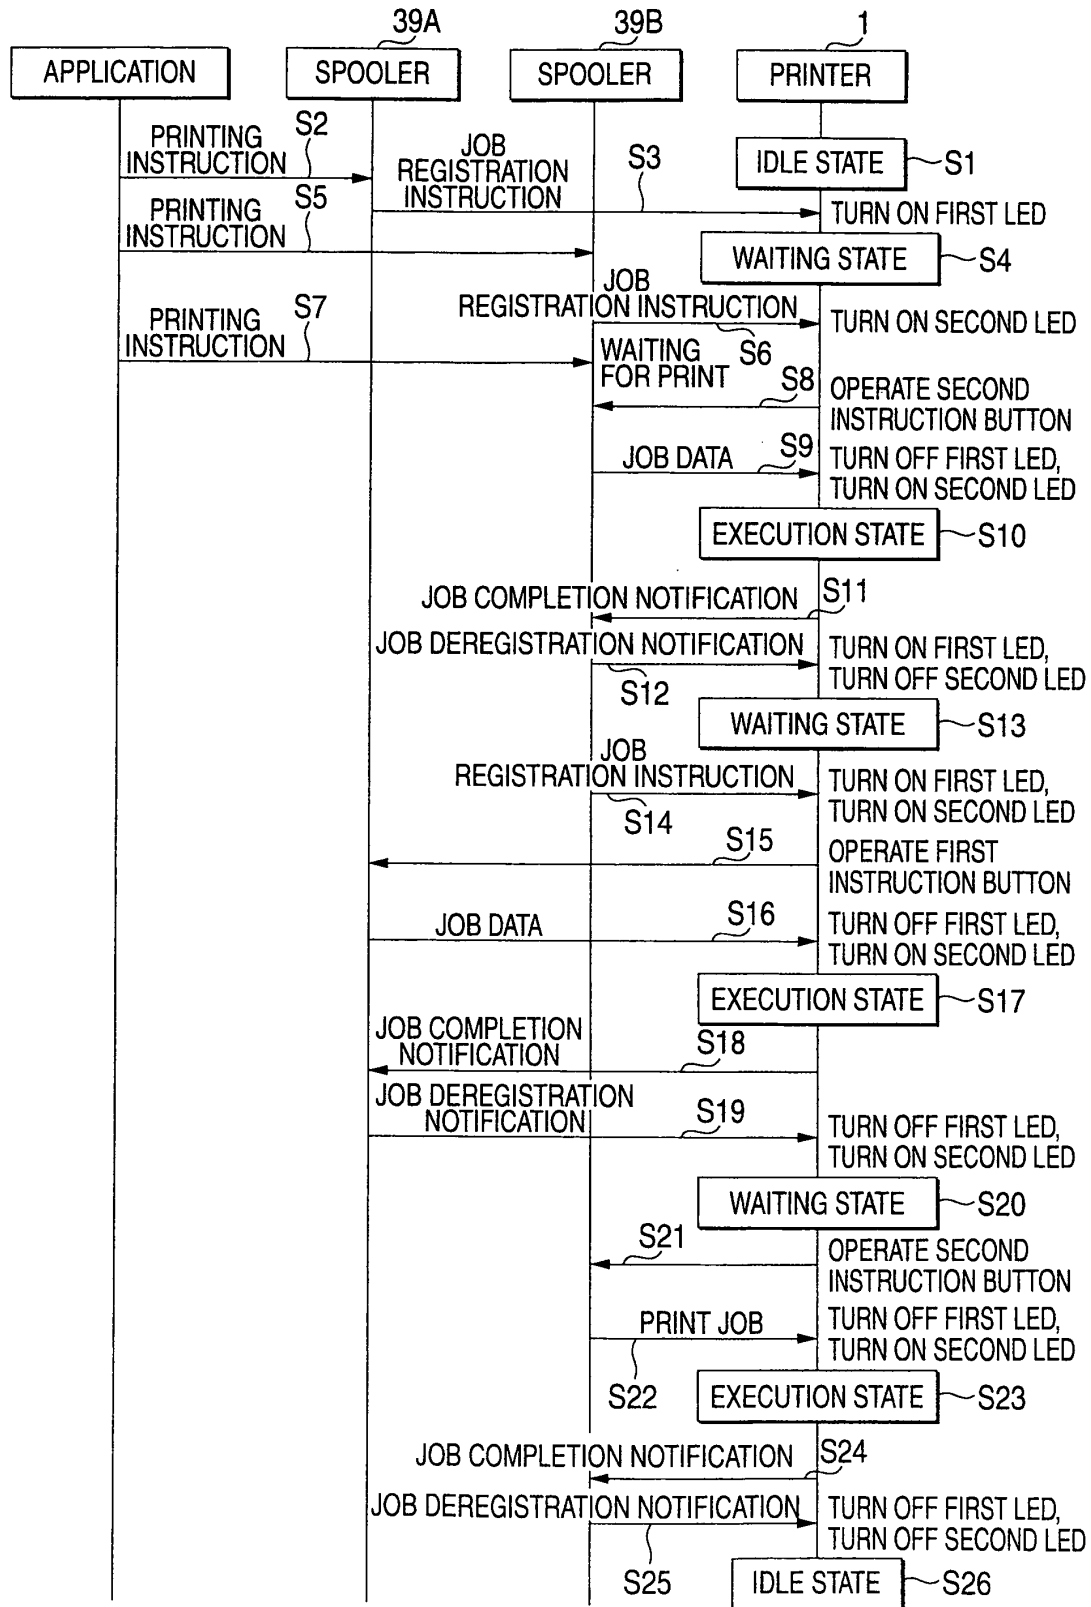 39A
39B
1
APPLICATION
SPOOLER
SPOOLER
PRINTER
PRINTING
INSTRUCTION
S2
JOB
REGISTRATION
INSTRUCTION
S3
IDLE STATE
S1
TURN ON FIRST LED
PRINTING
INSTRUCTION
S5
WAITING STATE
S4
JOB
REGISTRATION INSTRUCTION
S6
TURN ON SECOND LED
PRINTING
INSTRUCTION
S7
WAITING
FOR PRINT
S8
OPERATE SECOND
INSTRUCTION BUTTON
JOB DATA
S9
TURN OFF FIRST LED,
TURN ON SECOND LED
EXECUTION STATE
S10
JOB COMPLETION NOTIFICATION
S11
JOB DEREGISTRATION NOTIFICATION
S12
TURN ON FIRST LED,
TURN OFF SECOND LED
WAITING STATE
S13
JOB
REGISTRATION INSTRUCTION
S14
TURN ON FIRST LED,
TURN ON SECOND LED
S15
OPERATE FIRST
INSTRUCTION BUTTON
JOB DATA
S16
TURN OFF FIRST LED,
TURN ON SECOND LED
EXECUTION STATE
S17
JOB COMPLETION
NOTIFICATION
S18
JOB DEREGISTRATION
NOTIFICATION
S19
TURN OFF FIRST LED,
TURN ON SECOND LED
WAITING STATE
S20
S21
OPERATE SECOND
INSTRUCTION BUTTON
PRINT JOB
S22
TURN OFF FIRST LED,
TURN ON SECOND LED
EXECUTION STATE
S23
JOB COMPLETION NOTIFICATION
S24
JOB DEREGISTRATION NOTIFICATION
S25
TURN OFF FIRST LED,
TURN OFF SECOND LED
IDLE STATE
S26